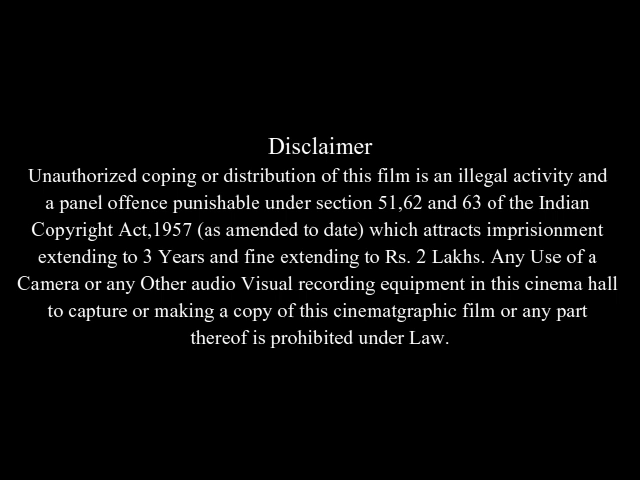 Disclaimer
Unauthorized coping or distribution of this film is an illegal activity and
a panel offence punishable under section 51,62 and 63 of the Indian
Copyright Act,1957 (as amended to date) which attracts imprisionment
extending to 3 Years and fine extending to Rs. 2 Lakhs. Any Use of a
Camera or any Other audio Visual recording equipment in this cinema hall
to capture or making a copy of this cinematgraphic film or any part
thereof is prohibited under Law.